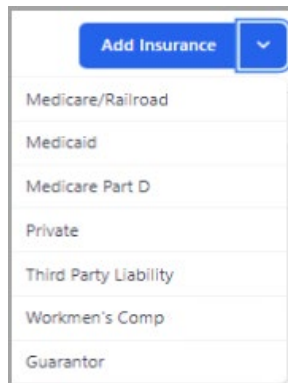 Add Insurance
Medicare/Railroad
Medicaid
Medicare Part D
Private
Third Party Liability
Workmen's Comp
Guarantor